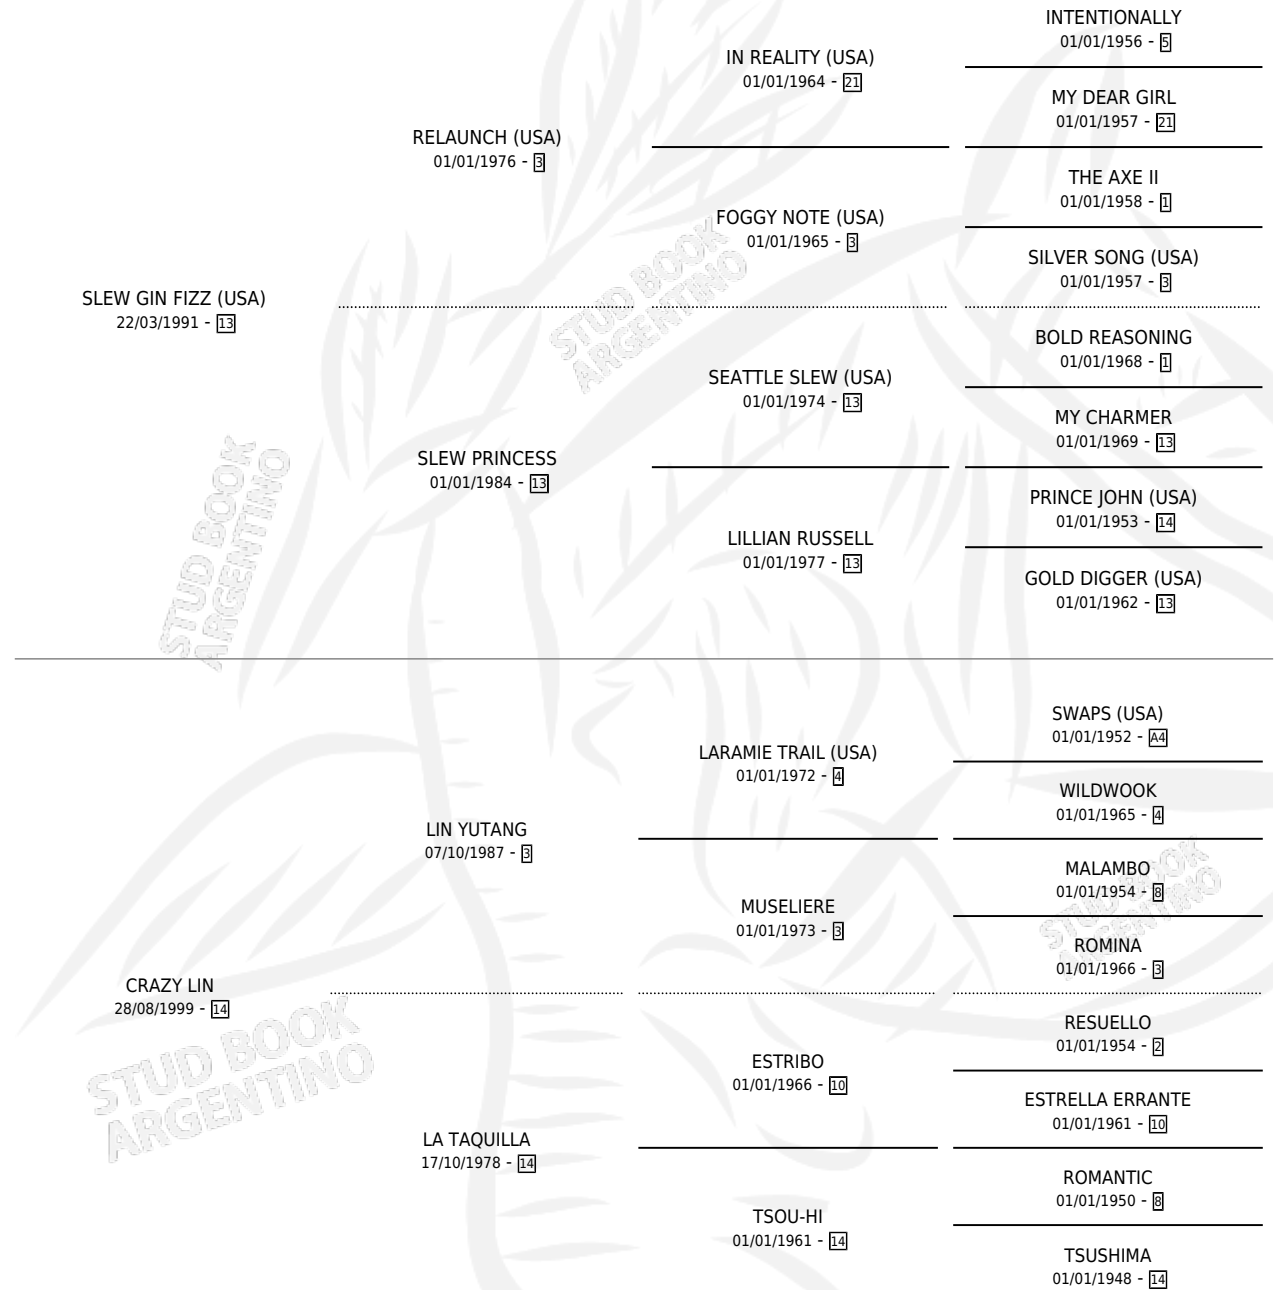 INTENTIONALLY
01/01/1956 - 5
IN REALITY (USA)
01/01/1964 - 21
MY DEAR GIRL
01/01/1957 - 21
RELAUNCH (USA)
01/01/1976 - 3
THE AXE II
01/01/1958 - 1
FOGGY NOTE (USA)
01/01/1965 - 3
SILVER SONG (USA)
01/01/1957 - 3
SLEW GIN FIZZ (USA)
22/03/1991 - 13
BOLD REASONING
01/01/1968 - 1
SEATTLE SLEW (USA)
01/01/1974 - 13
MY CHARMER
01/01/1969 - 13
SLEW PRINCESS
01/01/1984 - 13
PRINCE JOHN (USA)
01/01/1953 - 14
LILLIAN RUSSELL
01/01/1977 - 13
GOLD DIGGER (USA)
01/01/1962 - 13
STUD BOOK
ARGENTINO
STUD BOOK
ARGENTINO
SWAPS (USA)
01/01/1952 - A4
LARAMIE TRAIL (USA)
01/01/1972 - 4
WILDWOOK
01/01/1965 - 4
LIN YUTANG
07/10/1987 - 3
MALAMBO
01/01/1954 - 8
MUSELIERE
01/01/1973 - 3
ROMINA
01/01/1966 - 3
CRAZY LIN
28/08/1999 - 14
RESUELLO
01/01/1954 - 2
ESTRIBO
01/01/1966 - 10
ESTRELLA ERRANTE
01/01/1961 - 10
LA TAQUILLA
17/10/1978 - 14
ROMANTIC
01/01/1950 - 8
TSOU-HI
01/01/1961 - 14
TSUSHIMA
01/01/1948 - 14
STUD BOOK
ARGENTINO
STUD BOOK
ARGENTINO